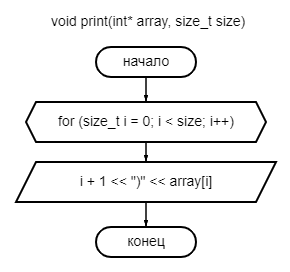 void print(int* array, size_t size)
начало
for (size_t i = 0; i < size; i++)
i + 1 << ")" << array[i]
конец